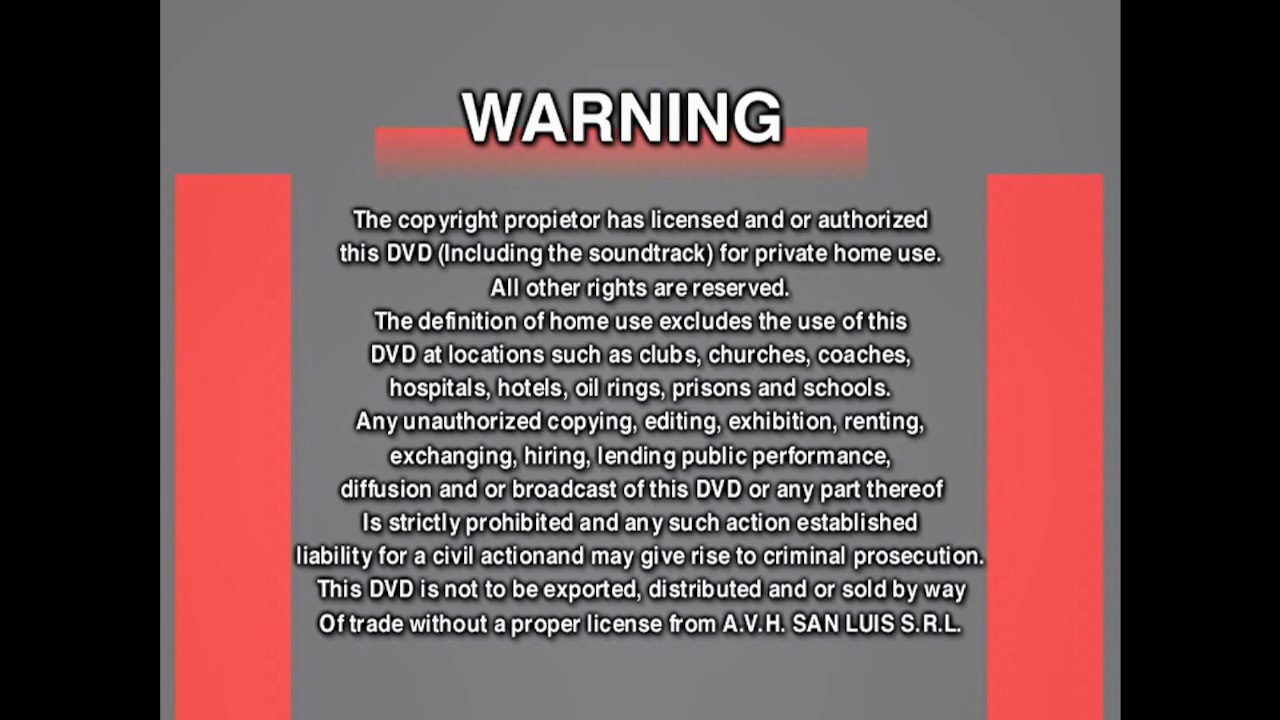 WARNING
The copyright propietor has licensed and or authorized
this DVD (Including the soundtrack) for private home use.
All other rights are reserved.
The definition of home use excludes the use of this
DVD at locations such as clubs, churches, coaches,
hospitals, hotels, oil rings, prisons and schools.
Any unauthorized copying, editing, exhibition, renting,
exchanging, hiring, lending public performance,
diffusion and or broadcast of this DVD or any part thereof
Is strictly prohibited and any such action established
liability for a civil actionand may give rise to criminal prosecution.
This DVD is not to be exported, distributed and or sold by way
Of trade without a proper license from A.V.H. SAN LUIS S.R.L.